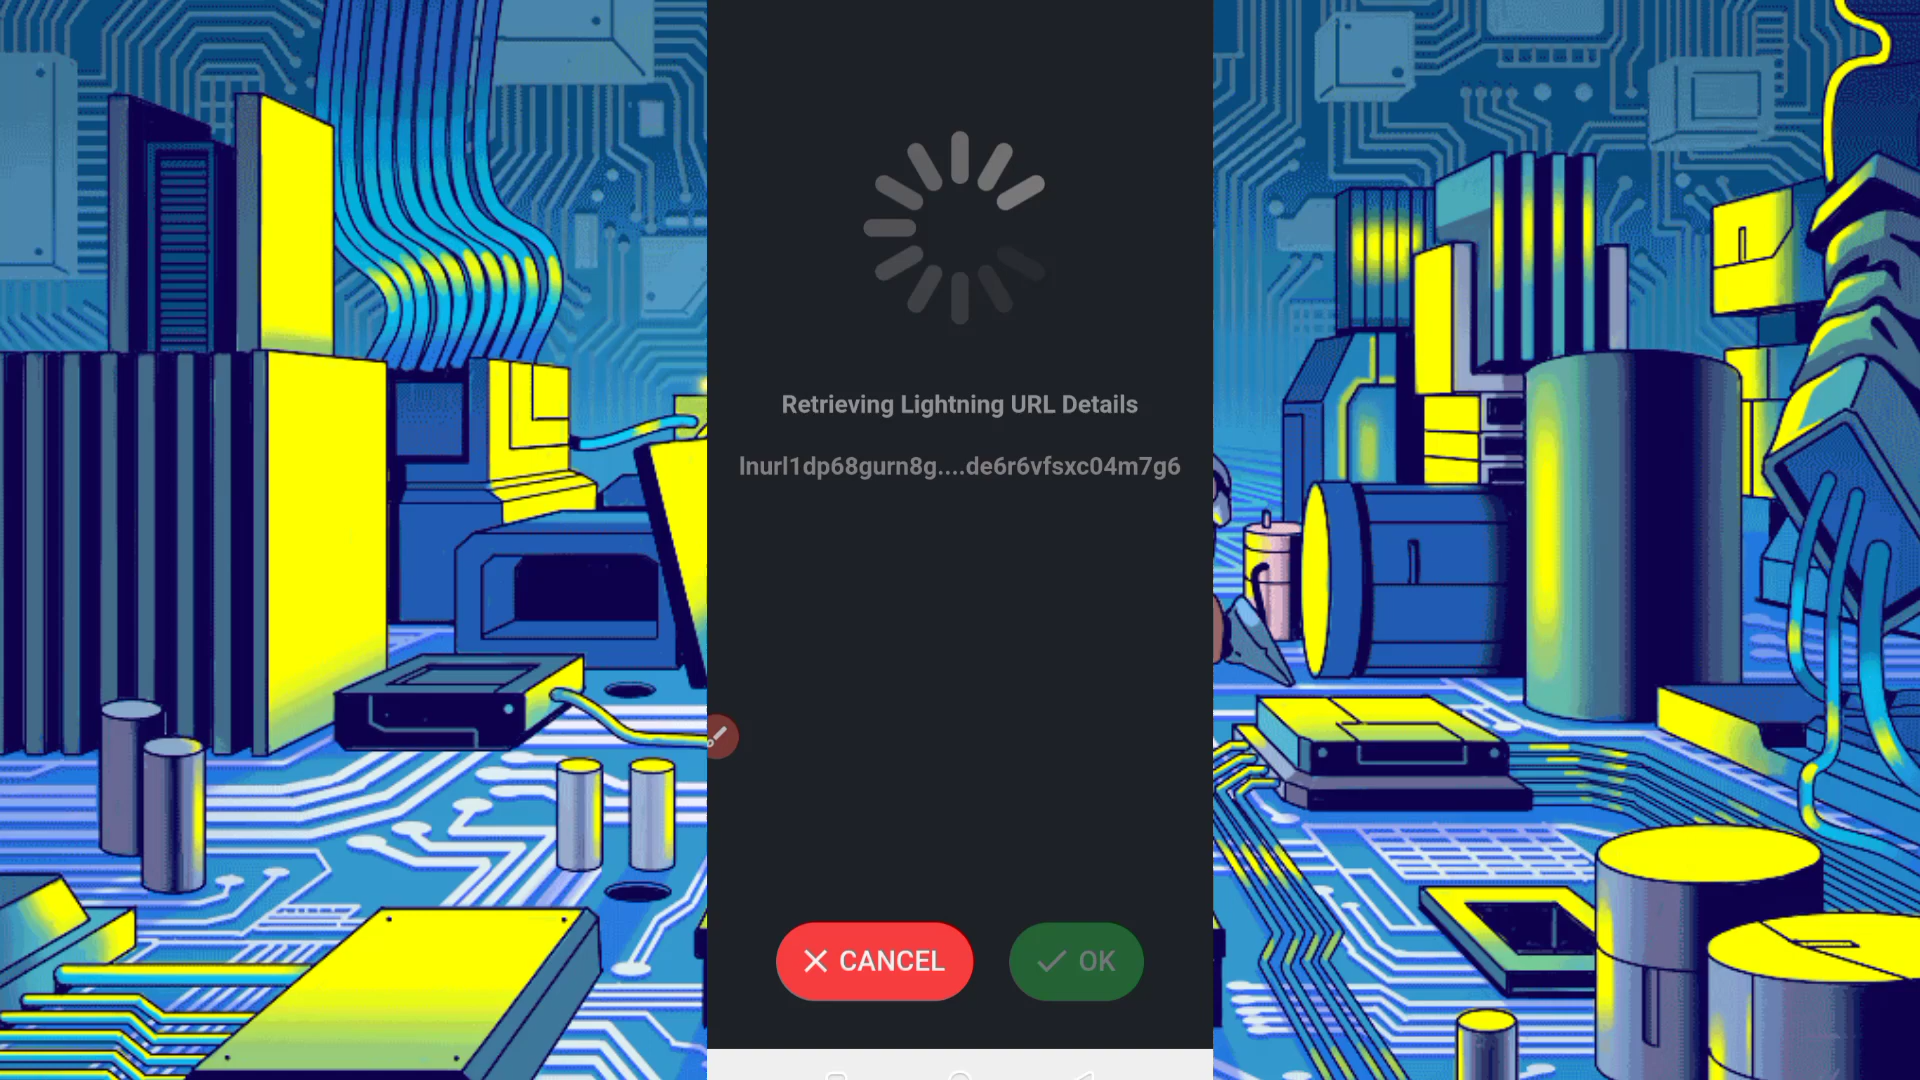 Retrieving Lightning URL Details
lnurl1dp68gurn8g....de6r6vfsxc04m7g6
CANCEL
OK